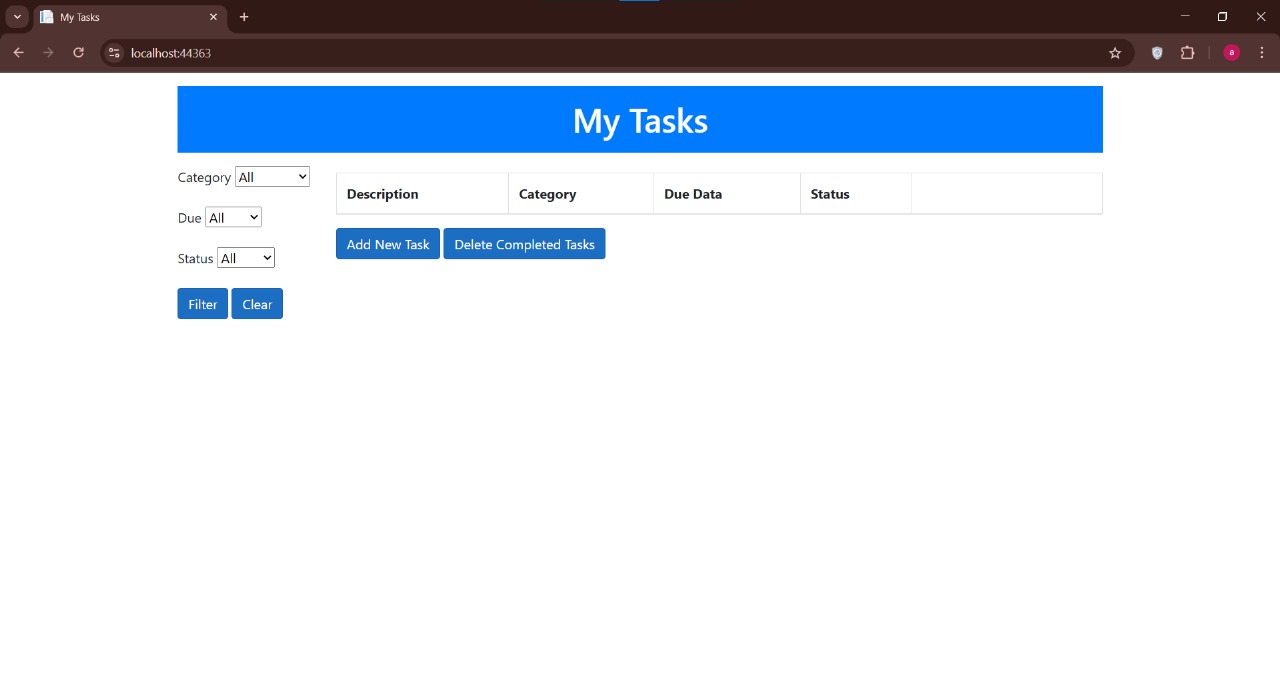 My Tasks
localhost:44363
a
My Tasks
Category All
Due All
Status All
Filter Clear
Description Category Due Data Status
Add New Task Delete Completed Tasks